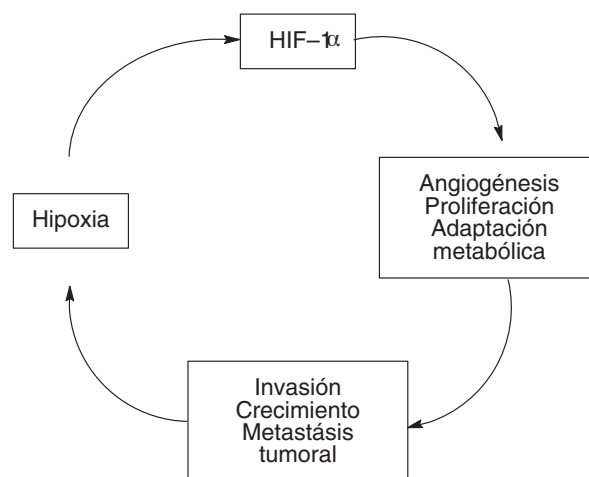 HIF–1α
Angiogénesis
Proliferación
Adaptación
metabólica
Hipoxia
Invasión
Crecimiento
Metastásis
tumoral